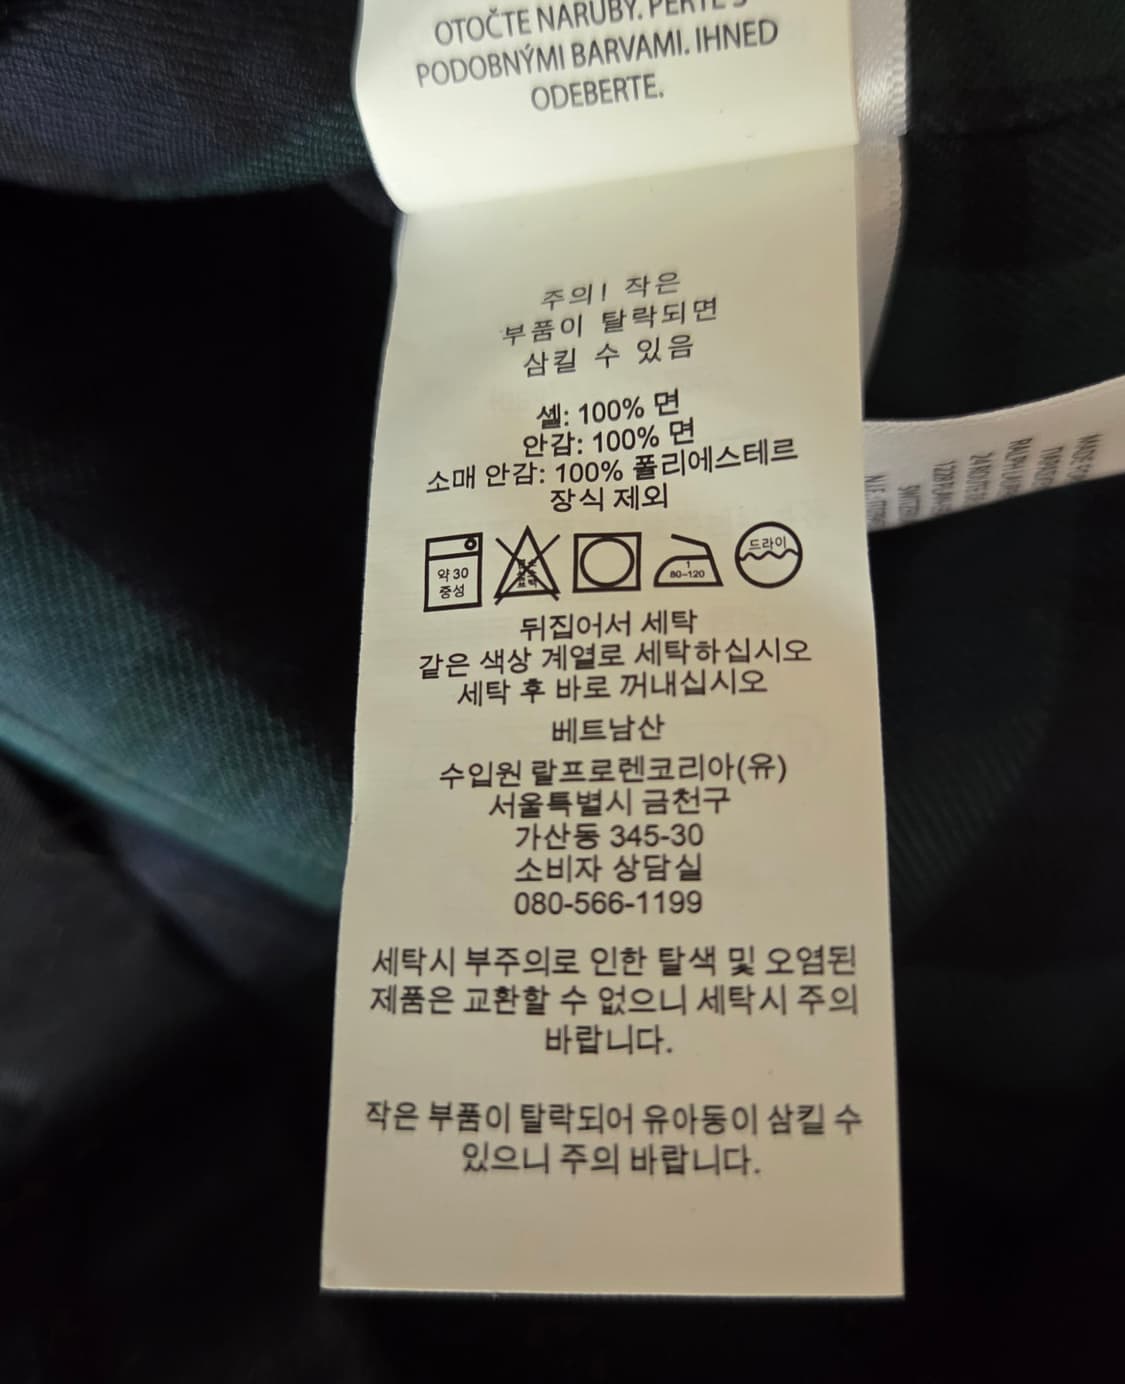 OTOČTE NARUBY. PERTE S
PODOBNÝMI BARVAMI. IHNED
ODEBERTE.
주의! 작은
부품이 탈락되면
삼킬 수 있음
셸: 100% 면
안감: 100% 면
소매 안감: 100% 폴리에스테르
장식 제외
약 30
중성
1
80-120
드라이
뒤집어서 세탁
같은 색상 계열로 세탁하십시오
세탁 후 바로 꺼내십시오
베트남산
수입원 랄프로렌코리아(유)
서울특별시 금천구
가산동 345-30
소비자 상담실
080-566-1199
세탁시 부주의로 인한 탈색 및 오염된
제품은 교환할 수 없으니 세탁시 주의
바랍니다.
작은 부품이 탈락되어 유아동이 삼킬 수
있으니 주의 바랍니다.